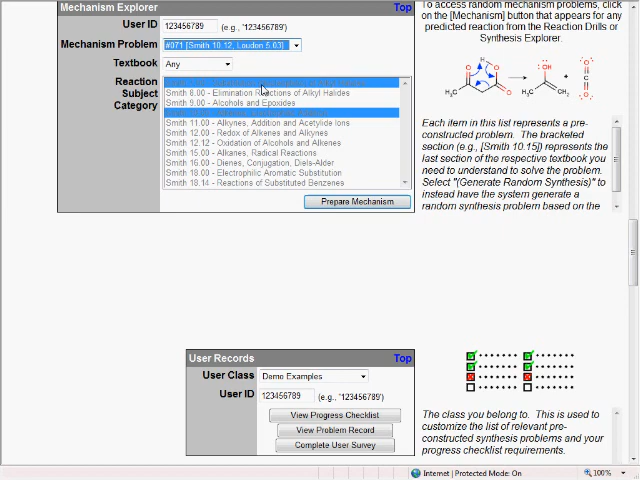 Mechanism Explorer
Top
User ID
123456789
(e.g., '123456789')
Mechanism Problem
#071 [Smith 10.12, Loudon 5.03]
Textbook
Any
Reaction
Subject
Category
Smith 8.00 - Elimination Reactions of Alkyl Halides
Smith 9.00 - Alcohols and Epoxides
Smith 11.00 - Alkynes, Addition and Acetylide Ions
Smith 12.00 - Redox of Alkenes and Alkynes
Smith 12.12 - Oxidation of Alcohols and Alkenes
Smith 15.00 - Alkanes, Radical Reactions
Smith 16.00 - Dienes, Conjugation, Diels-Alder
Smith 18.00 - Electrophilic Aromatic Substitution
Smith 18.14 - Reactions of Substituted Benzenes
Prepare Mechanism
To access random mechanism problems, click
on the [Mechanism] button that appears for any
predicted reaction from the Reaction Drills or
Synthesis Explorer.
Each item in this list represents a pre-
constructed problem. The bracketed
section (e.g., [Smith 10.15]) represents the
last section of the respective textbook you
need to understand to solve the problem.
Select "(Generate Random Synthesis)" to
instead have the system generate a
random synthesis problem based on the
User Records
Top
User Class
Demo Examples
User ID
123456789
(e.g., '123456789')
View Progress Checklist
View Problem Record
Complete User Survey
The class you belong to. This is used to
customize the list of relevant pre-
constructed synthesis problems and your
progress checklist requirements.
Internet | Protected Mode: On
100%